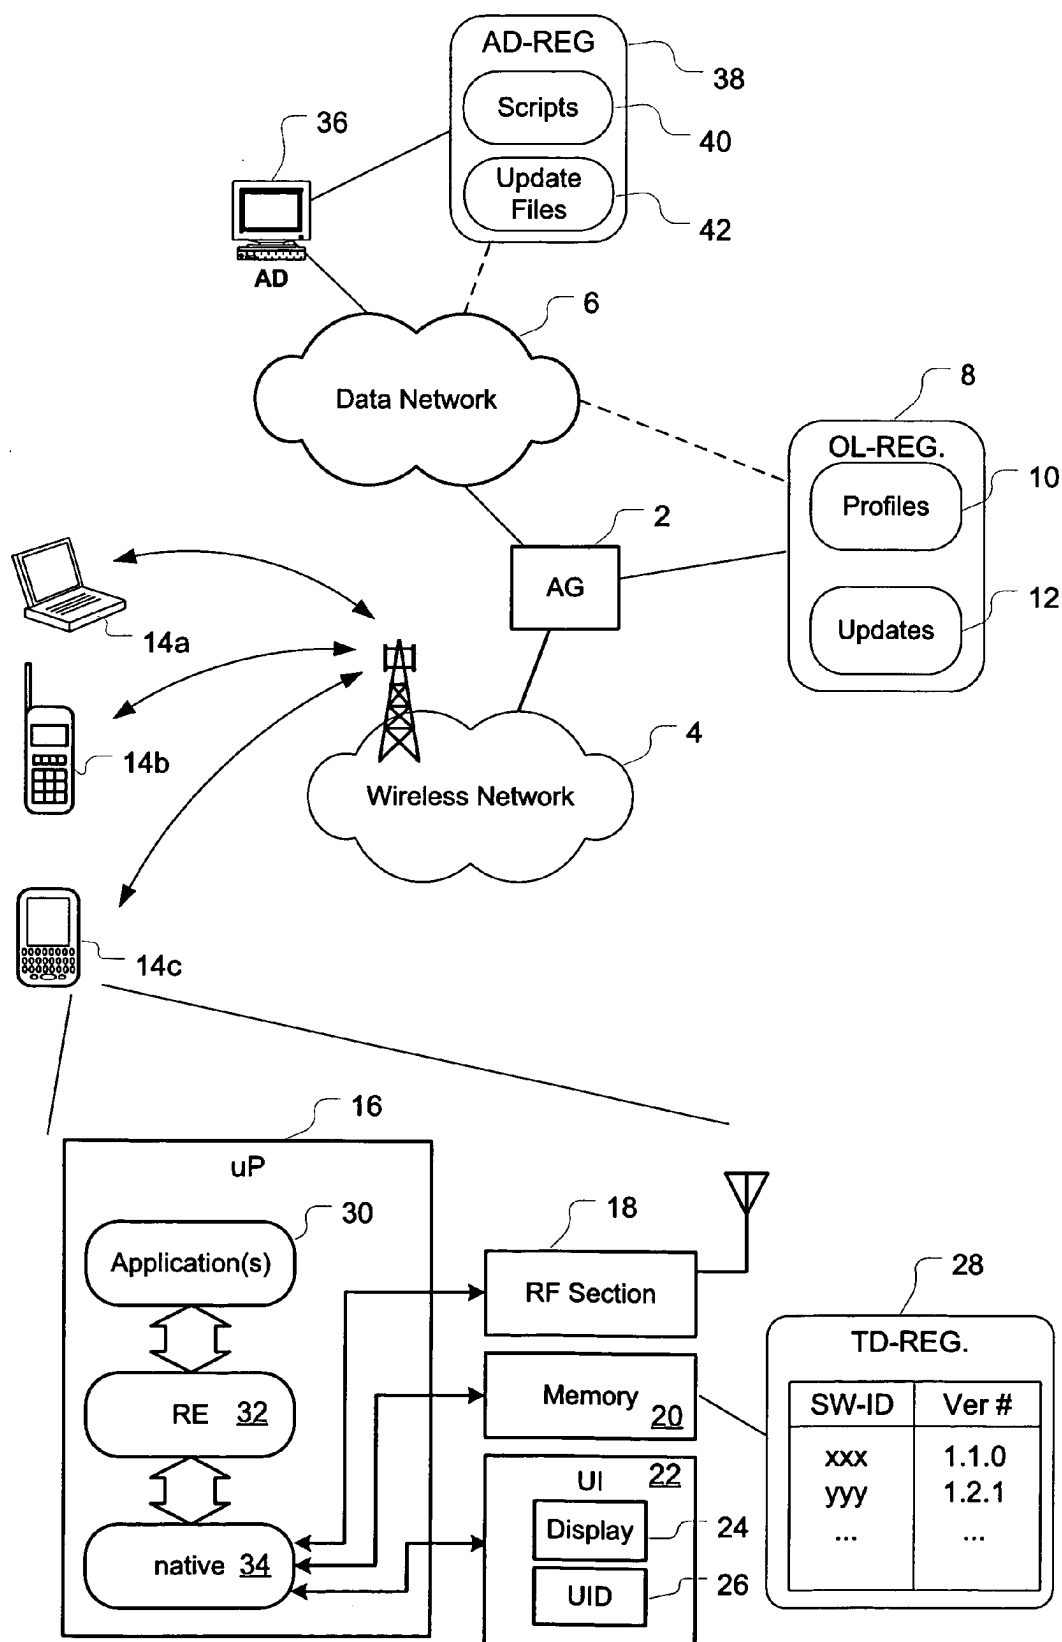 AD-REG
38
Scripts
40
36
Update
Files
42
AD
6
Data Network
8
OL-REG.
10
Profiles
2
AG
12
Updates
14a
14b
4
Wireless Network
14c
16
uP
30
Application(s)
18
RF Section
28
TD-REG.
SW-ID Ver #
xxx 1.1.0
yyy 1.2.1
... ...
RE 32
Memory 20
22
UI
Display 24
native 34
UID 26